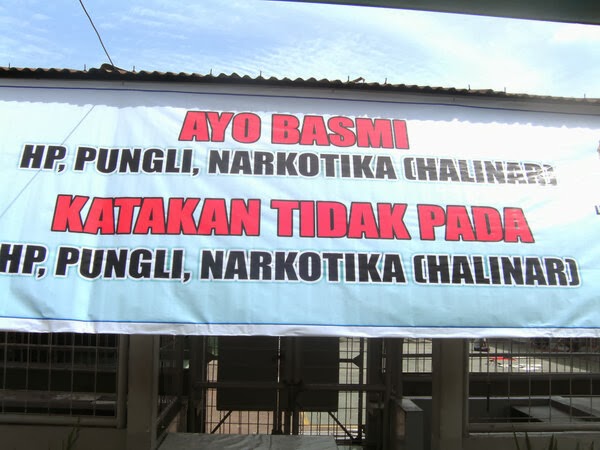 AYO BASMI
HP, PUNGLI, NARKOTIKA (HALINAR)
KATAKAN TIDAK PADA
HP, PUNGLI, NARKOTIKA (HALINAR)